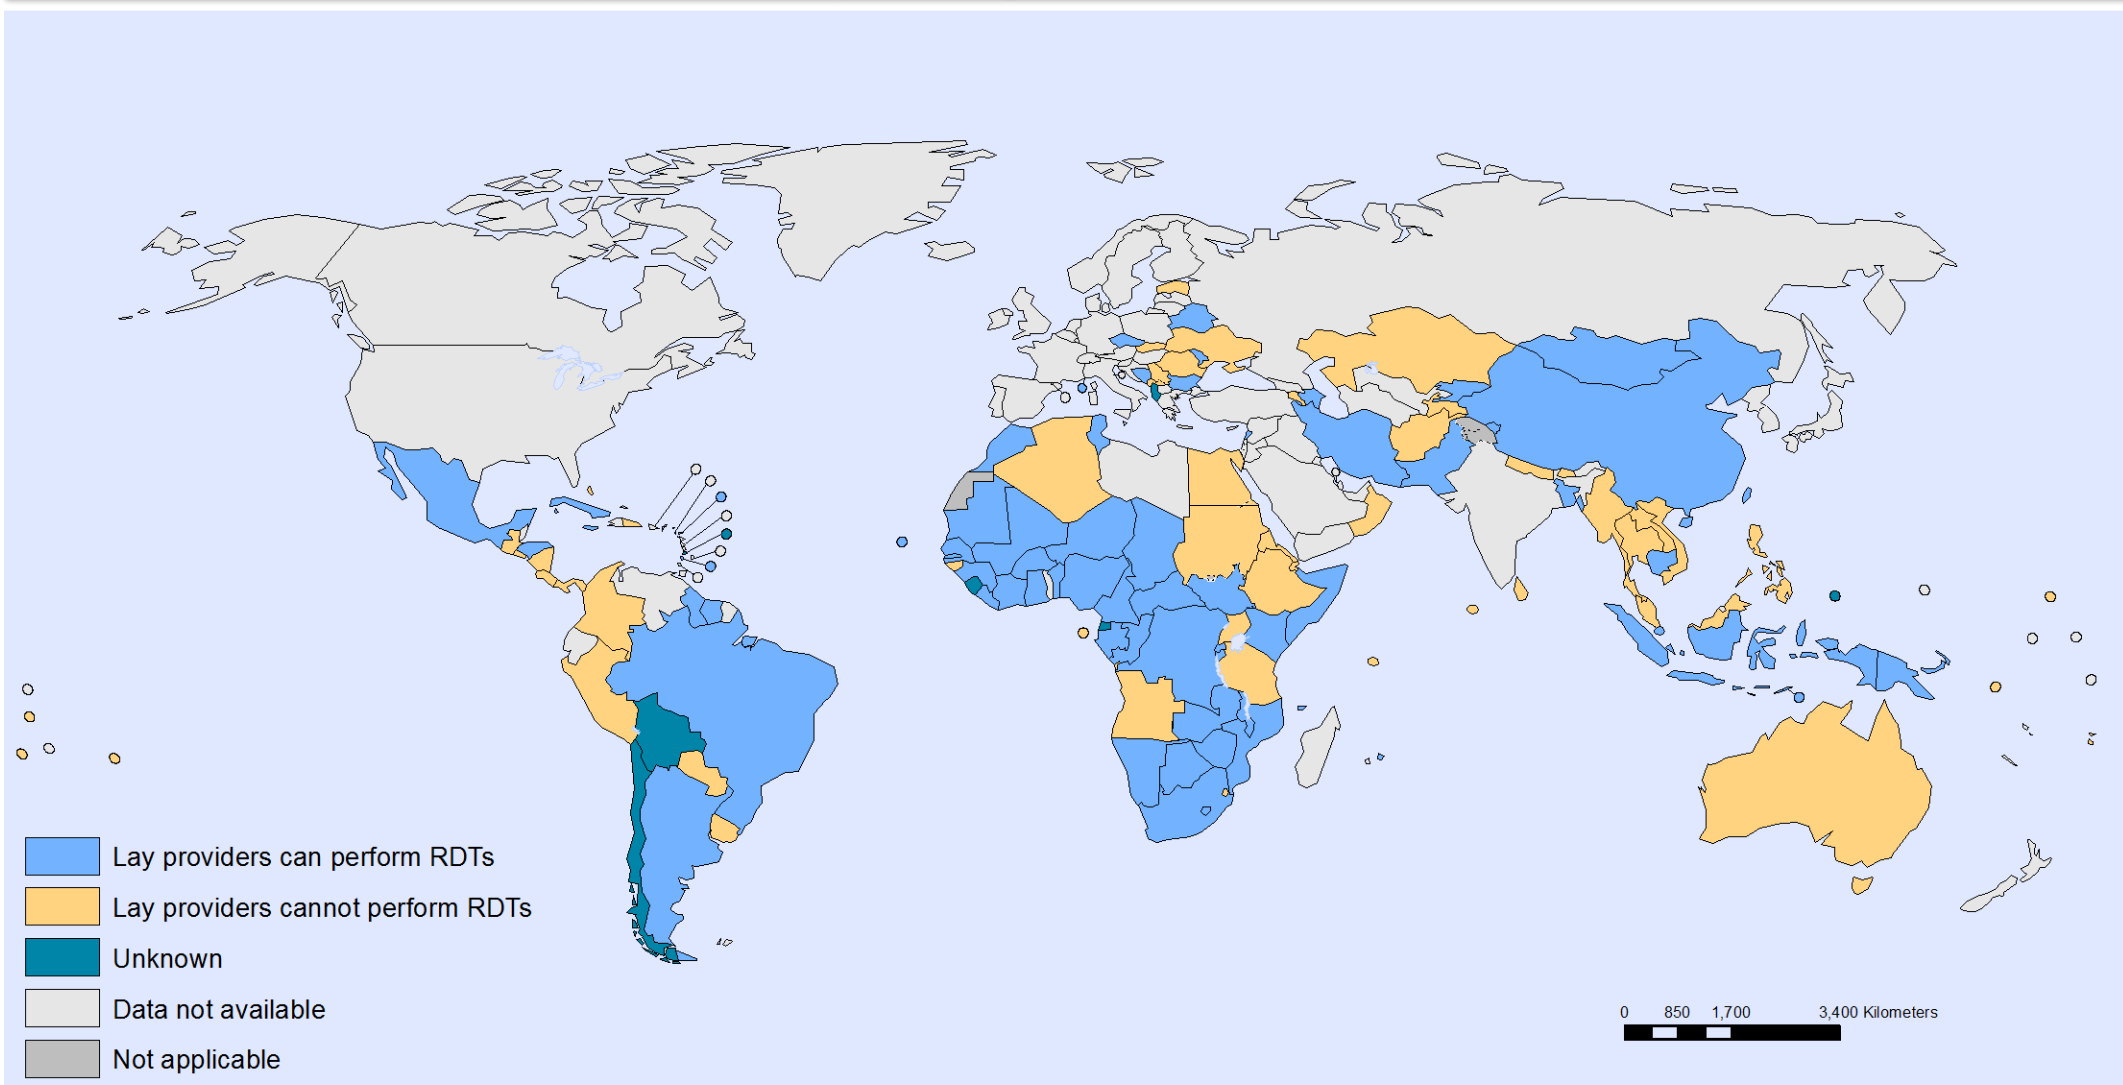 Lay providers can perform RDTs
Lay providers cannot perform RDTs
Unknown
Data not available
Not applicable
0 850 1,700 3,400 Kilometers